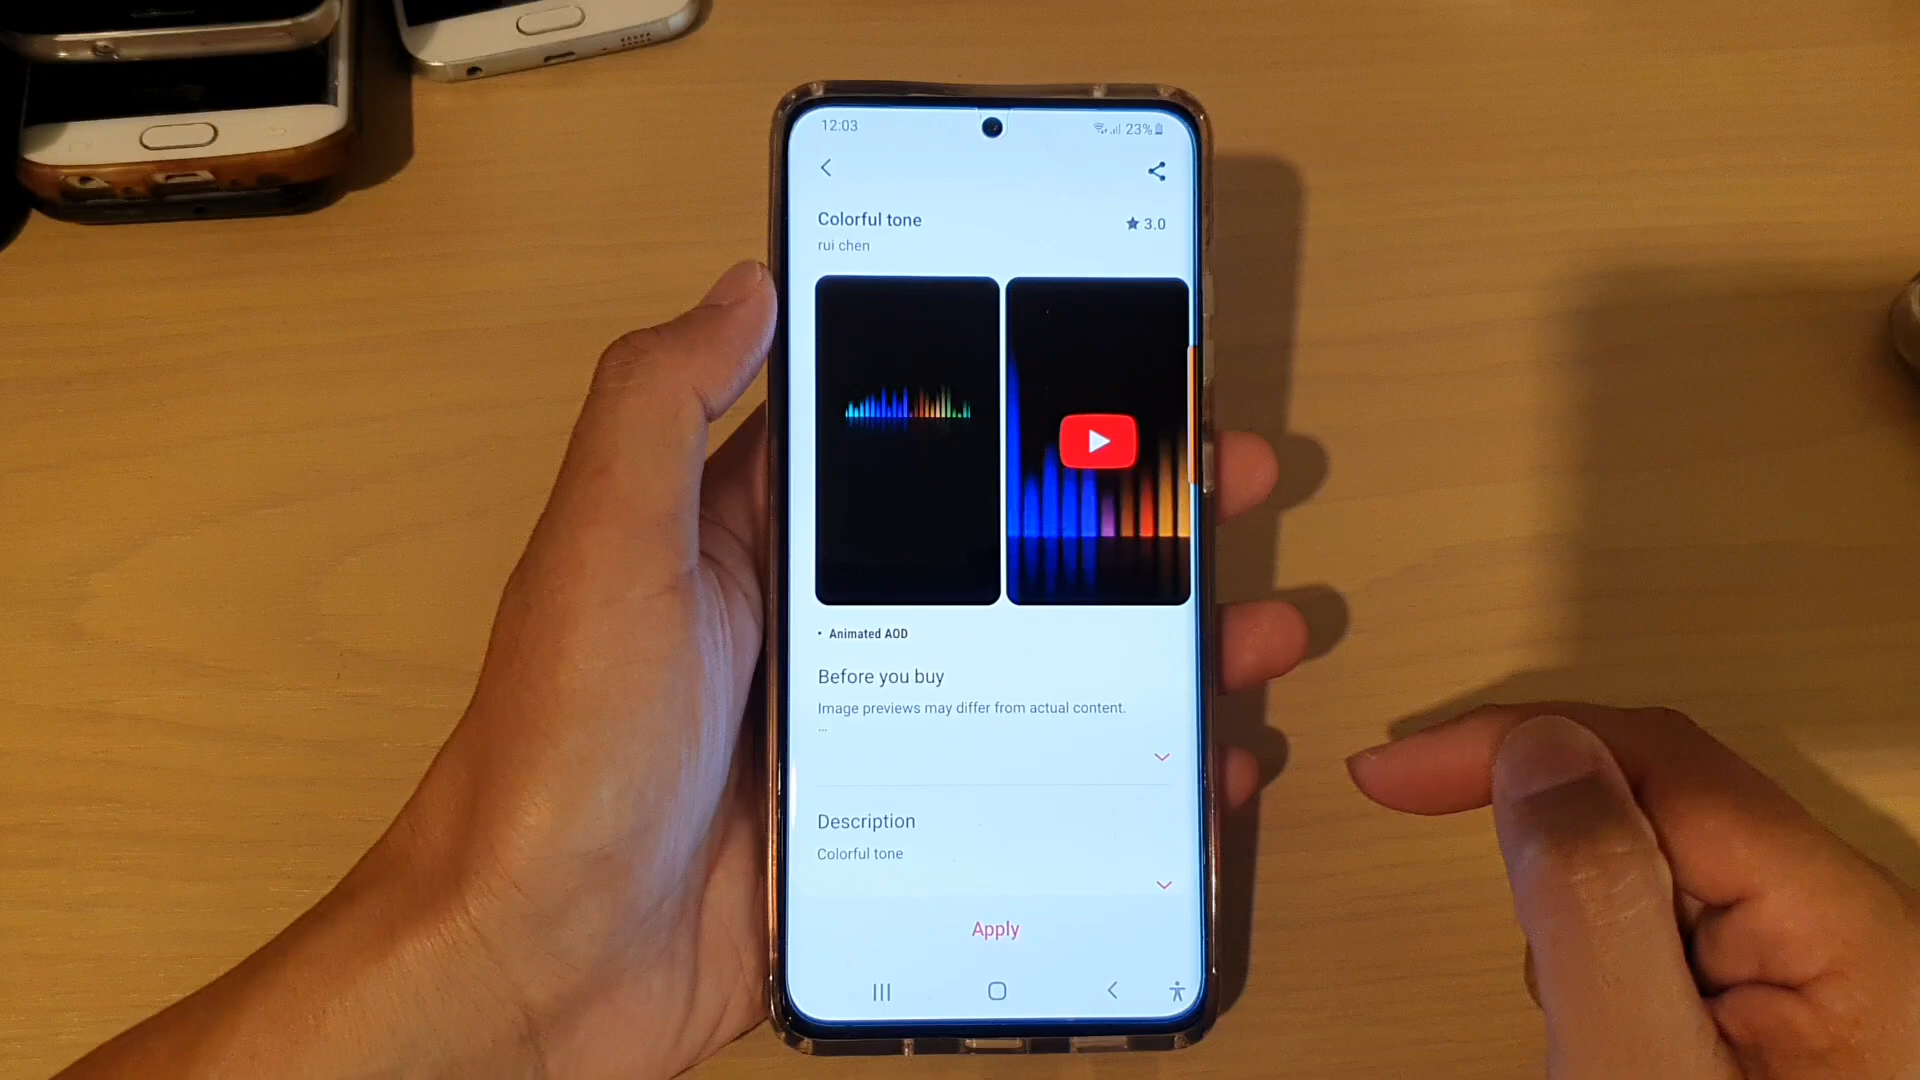 12:03
23%
Colorful tone
3.0
rui chen
• Animated AOD
Before you buy
Image previews may differ from actual content.
...
Description
Colorful tone
Apply